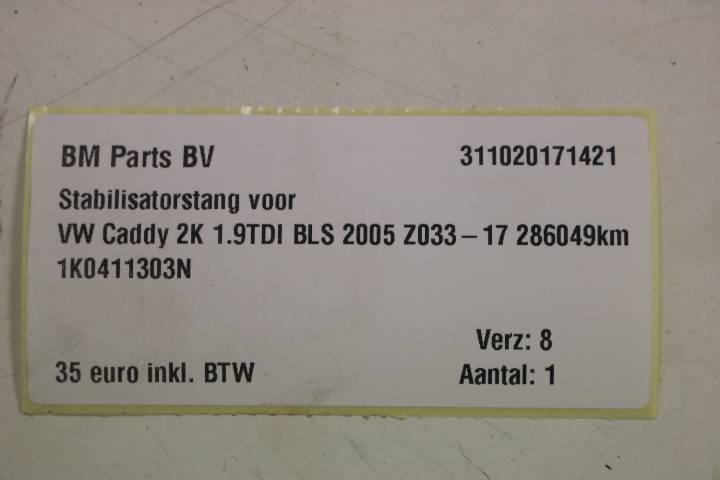 BM Parts BV 311020171421
Stabilisatorstang voor
VW Caddy 2K 1.9TDI BLS 2005 Z033-17 286049km
1K0411303N
Verz: 8
35 euro inkl. BTW Aantal: 1